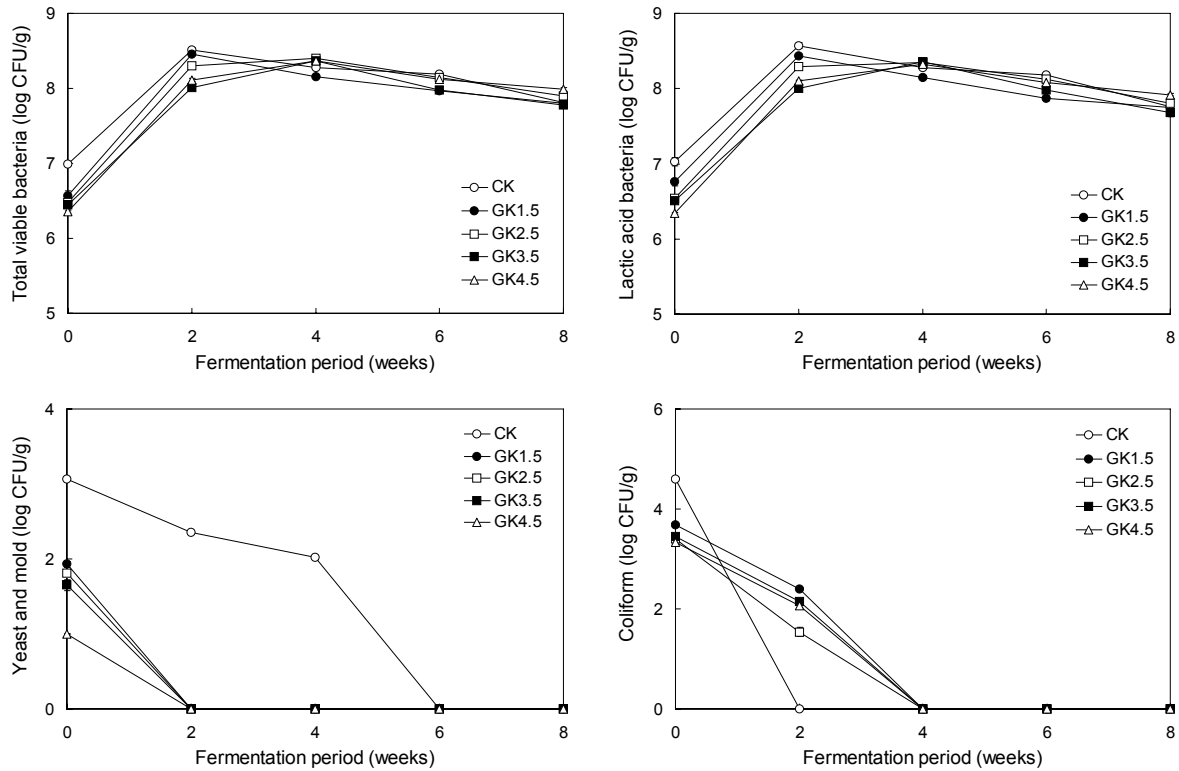 Total viable bacteria (log CFU/g)
9
8
7
6
5
0 2 4 6 8
Fermentation period (weeks)
CK
GK1.5
GK2.5
GK3.5
GK4.5
Lactic acid bacteria (log CFU/g)
9
8
7
6
5
0 2 4 6 8
Fermentation period (weeks)
CK
GK1.5
GK2.5
GK3.5
GK4.5
Yeast and mold (log CFU/g)
4
2
0
0 2 4 6 8
Fermentation period (weeks)
CK
GK1.5
GK2.5
GK3.5
GK4.5
Coliform (log CFU/g)
6
4
2
0
0 2 4 6 8
Fermentation period (weeks)
CK
GK1.5
GK2.5
GK3.5
GK4.5